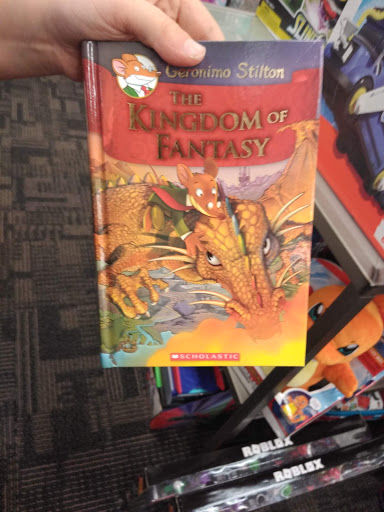 Geronimo Stilton
THE
KINGDOM OF
FANTASY
SCHOLASTIC
ROBLOX
ROBLOX